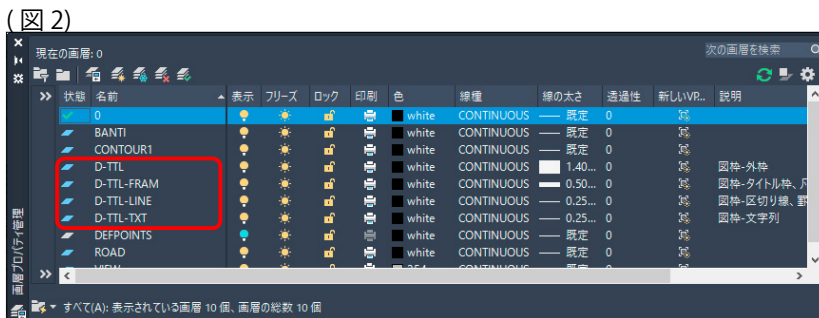 ( 図 2)
現在の画層: 0
次の画層を検索
状態 名前 表示 フリーズ ロック 印刷 色 線種 線の太さ 透過性 新しいVP... 説明
0 white CONTINUOUS 既定 0
BANTI white CONTINUOUS 既定 0
CONTOUR1 white CONTINUOUS 既定 0
D-TTL white CONTINUOUS 1.40... 0 図枠-外枠
D-TTL-FRAM white CONTINUOUS 0.50... 0 図枠-タイトル枠、
D-TTL-LINE white CONTINUOUS 0.25... 0 図枠-区切り線、
D-TTL-TXT white CONTINUOUS 0.25... 0 図枠-文字列
DEFPOINTS white CONTINUOUS 既定 0
ROAD white CONTINUOUS 既定 0
VIEW 254 CONTINUOUS 既定 0
すべて(A): 表示されている画層 10 個、画層の総数 10 個
画層プロパティ管理